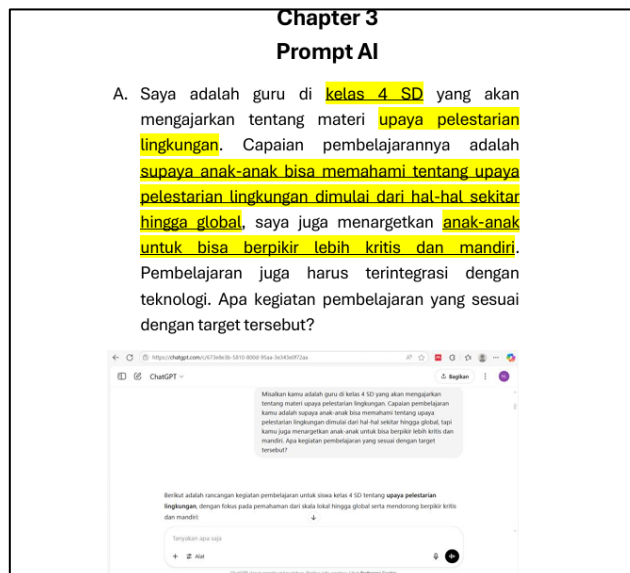 Chapter 3
Prompt AI
A. Saya adalah guru di kelas 4 SD yang akan
mengajarkan tentang materi upaya pelestarian
lingkungan. Capaian pembelajarannya adalah
supaya anak-anak bisa memahami tentang upaya
pelestarian lingkungan dimulai dari hal-hal sekitar
hingga global, saya juga menargetkan anak-anak
untuk bisa berpikir lebih kritis dan mandiri.
Pembelajaran juga harus terintegrasi dengan
teknologi. Apa kegiatan pembelajaran yang sesuai
dengan target tersebut?
ChatGPT
Bagikan
Misalkan kamu adalah guru di kelas 4 SD yang akan mengajarkan
tentang materi upaya pelestarian lingkungan. Capaian pembelajaran
kamu adalah supaya anak-anak bisa memahami tentang upaya
pelestarian lingkungan dimulai dari hal-hal sekitar hingga global, tapi
kamu juga menargetkan anak-anak untuk bisa berpikir lebih kritis dan
mandiri. Apa kegiatan pembelajaran yang sesuai dengan target
tersebut?
Berikut adalah rancangan kegiatan pembelajaran untuk siswa kelas 4 SD tentang upaya pelestarian
lingkungan, dengan fokus pada pemahaman dari skala lokal hingga global serta mendorong berpikir kritis
dan mandiri:
Tanyakan apa saja
Alat